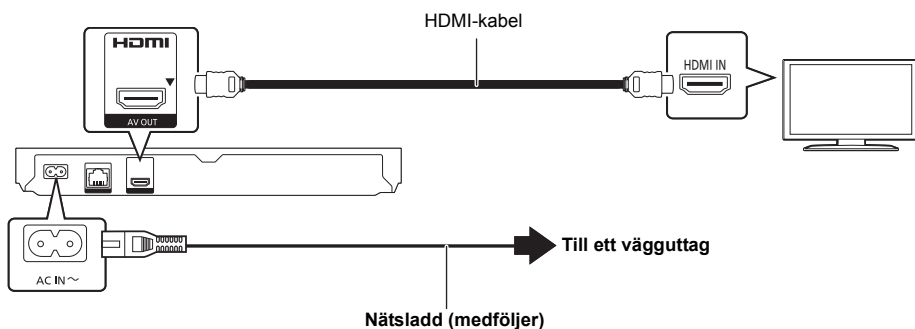 HDMI-kabel
HDMI
AV OUT
HDMI IN
AC IN ~
Till ett vägguttag
Nätsladd (medföljer)